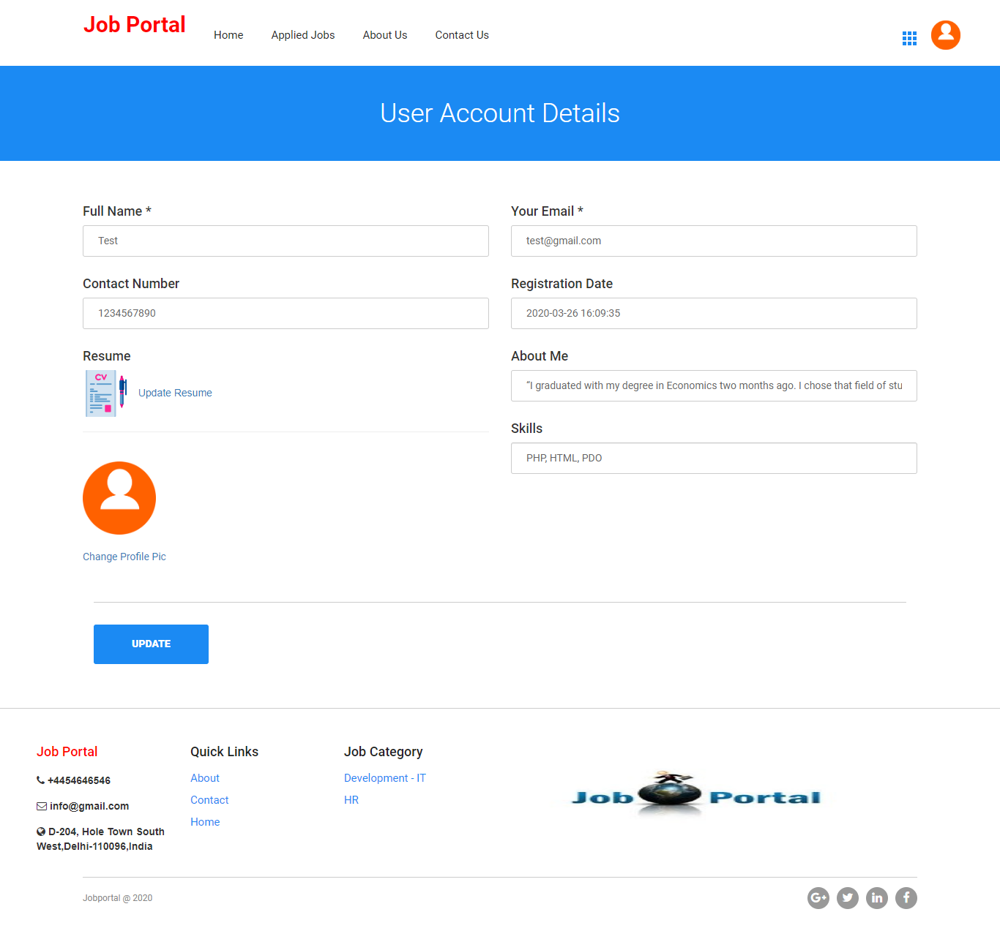 Job Portal
Home
Applied Jobs
About Us
Contact Us
User Account Details
Full Name *
Your Email *
Test
test@gmail.com
Contact Number
Registration Date
1234567890
2020-03-26 16:09:35
Resume
About Me
CV
Update Resume
“I graduated with my degree in Economics two months ago. I chose that field of stu
Skills
PHP, HTML, PDO
Change Profile Pic
UPDATE
Job Portal
+4454646546
info@gmail.com
D-204, Hole Town South
West,Delhi-110096,India
Quick Links
About
Contact
Home
Job Category
Development - IT
HR
Job Portal
Jobportal @ 2020
G+
in
f